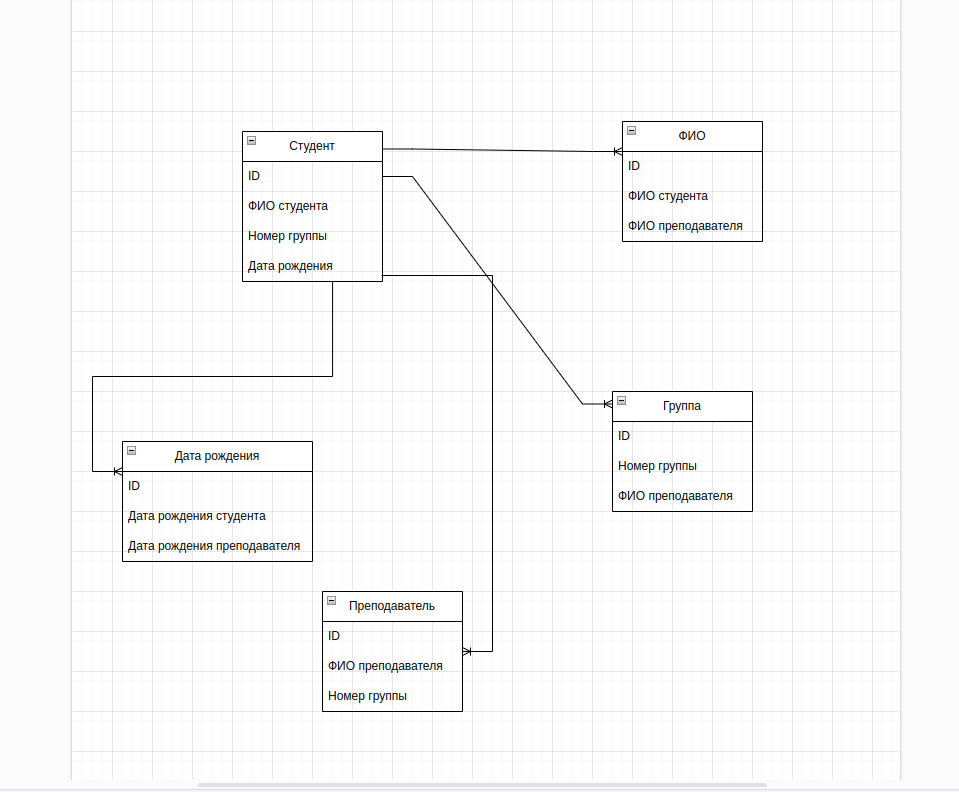 Студент
ID
ФИО студента
Номер группы
Дата рождения
ФИО
ID
ФИО студента
ФИО преподавателя
Группа
ID
Номер группы
ФИО преподавателя
Дата рождения
ID
Дата рождения студента
Дата рождения преподавателя
Преподаватель
ID
ФИО преподавателя
Номер группы